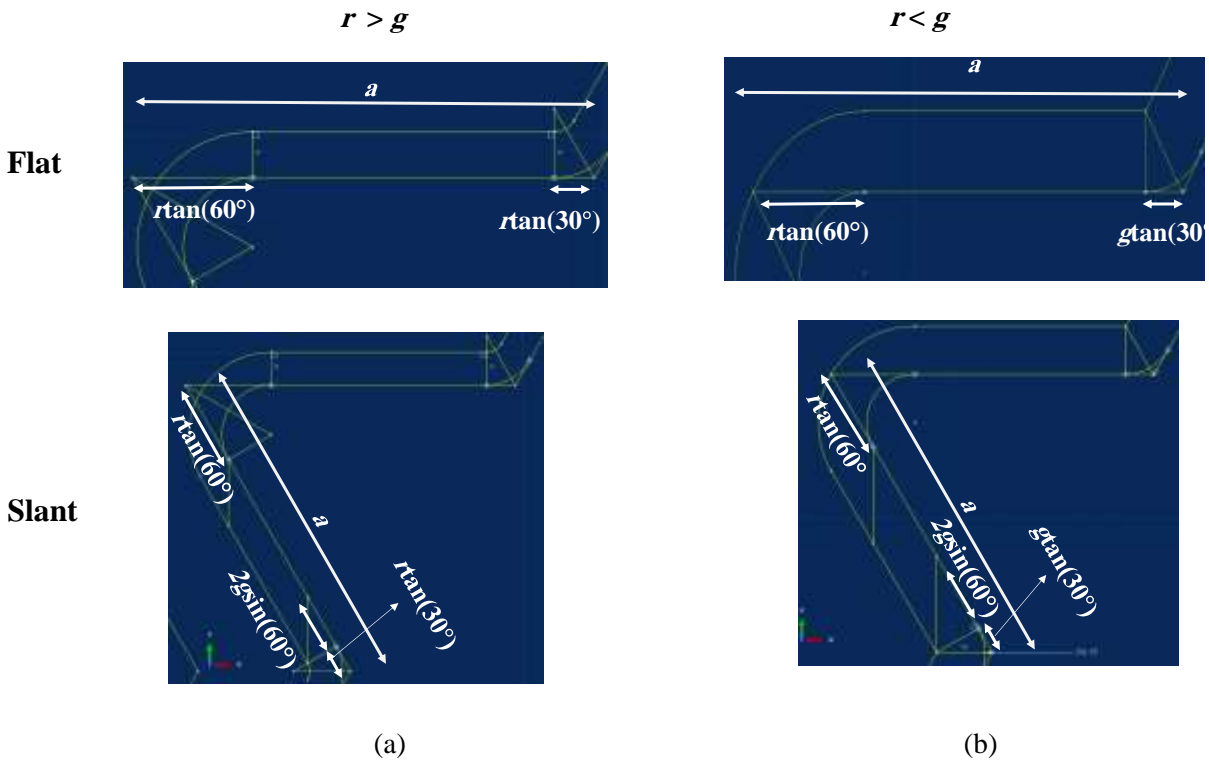 r > g
r < g
Flat
a
rtan(60°)
rtan(30°)
a
rtan(60°)
gtan(30°
Slant
rtan(60°)
a
2gsin(60°)
rtan(30°)
rtan(60°
a
2gsin(60°)
gtan(30°)
(a)
(b)